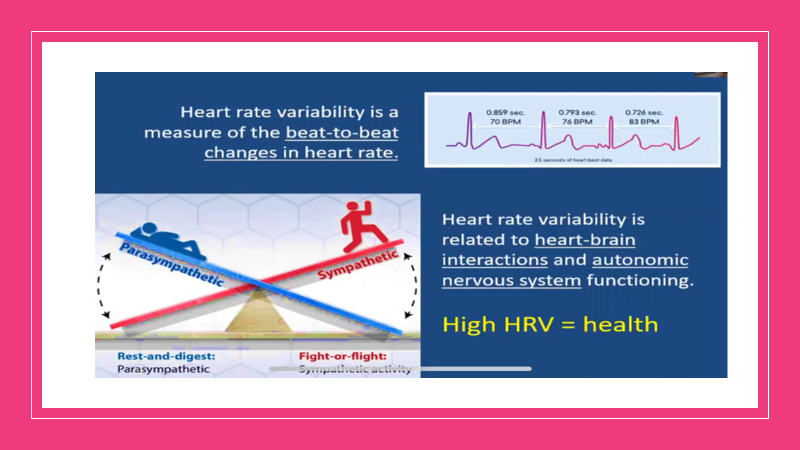 Heart rate variability is a
measure of the beat-to-beat
changes in heart rate.
0.859 sec.
70 BPM
0.793 sec.
76 BPM
0.726 sec.
83 BPM
2.5 seconds of heart beat data
Parasympathetic
Sympathetic
Rest-and-digest:
Parasympathetic
Fight-or-flight:
Sympathetic activity
Heart rate variability is
related to heart-brain
interactions and autonomic
nervous system functioning.
High HRV = health